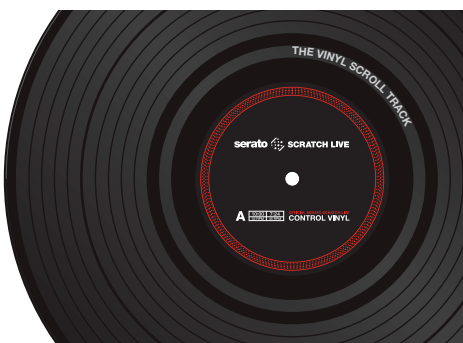 THE VINYL SCROLL TRACK
serato SCRATCH LIVE
A
CONTROL VINYL